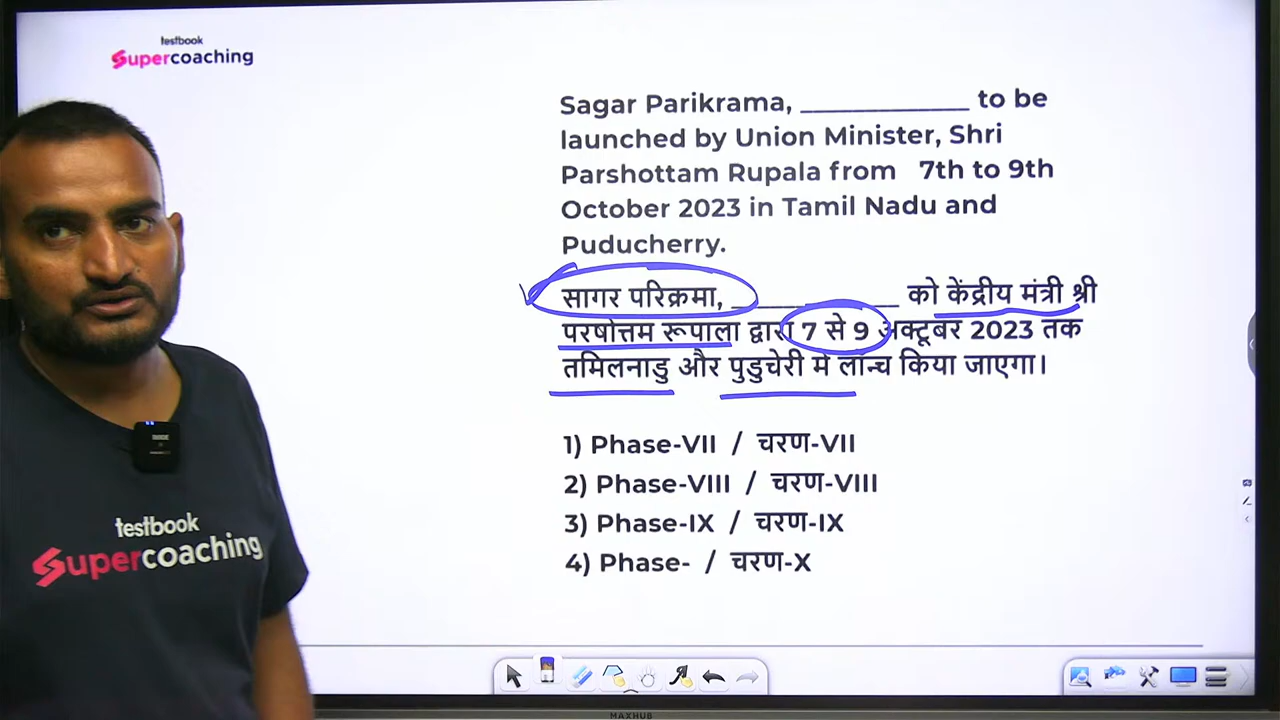 testbook
Supercoaching
Sagar Parikrama, ____________ to be
launched by Union Minister, Shri
Parshottam Rupala from 7th to 9th
October 2023 in Tamil Nadu and
Puducherry.
सागर परिक्रमा, ____________ को केंद्रीय मंत्री श्री
परषोत्तम रूपाला द्वारा 7 से 9 अक्टूबर 2023 तक
तमिलनाडु और पुडुचेरी में लॉन्च किया जाएगा।
1) Phase-VII / चरण-VII
2) Phase-VIII / चरण-VIII
3) Phase-IX / चरण-IX
4) Phase- / चरण-X
testbook
Supercoaching
MAXHUB